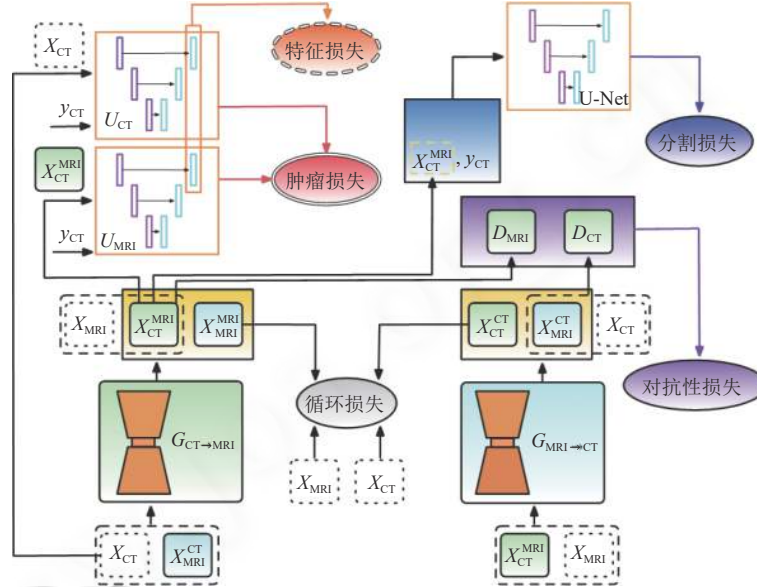 X_CT
特征损失
y_CT
U_CT
U-Net
X_CT^MRI, y_CT
分割损失
X_CT^MRI
肿瘤损失
y_CT
U_MRI
D_MRI
D_CT
X_MRI
X_CT^MRI
X_MRI^MRI
X_CT^CT
X_MRI^CT
X_CT
循环损失
对抗性损失
G_CT→MRI
G_MRI→CT
X_MRI
X_CT
X_CT
X_MRI^CT
X_CT^MRI
X_MRI